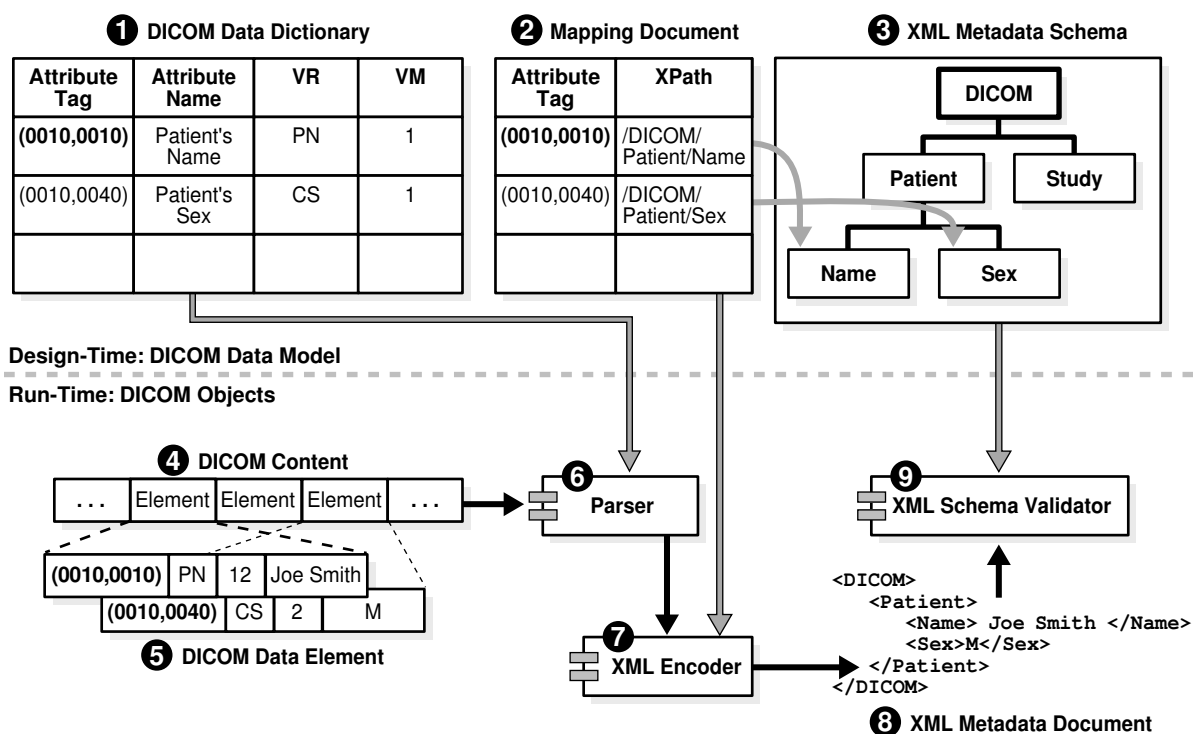 1 DICOM Data Dictionary
Attribute Tag Attribute Name VR VM
(0010,0010) Patient's Name PN 1
(0010,0040) Patient's Sex CS 1
2 Mapping Document
Attribute Tag XPath
(0010,0010) /DICOM/Patient/Name
(0010,0040) /DICOM/Patient/Sex
3 XML Metadata Schema
DICOM
Patient Study
Name Sex
Design-Time: DICOM Data Model
Run-Time: DICOM Objects
4 DICOM Content
... Element Element Element ...
(0010,0010) PN 12 Joe Smith
(0010,0040) CS 2 M
5 DICOM Data Element
6
Parser
7
XML Encoder
9
XML Schema Validator
<DICOM>
<Patient>
<Name> Joe Smith </Name>
<Sex>M</Sex>
</Patient>
</DICOM>
8 XML Metadata Document